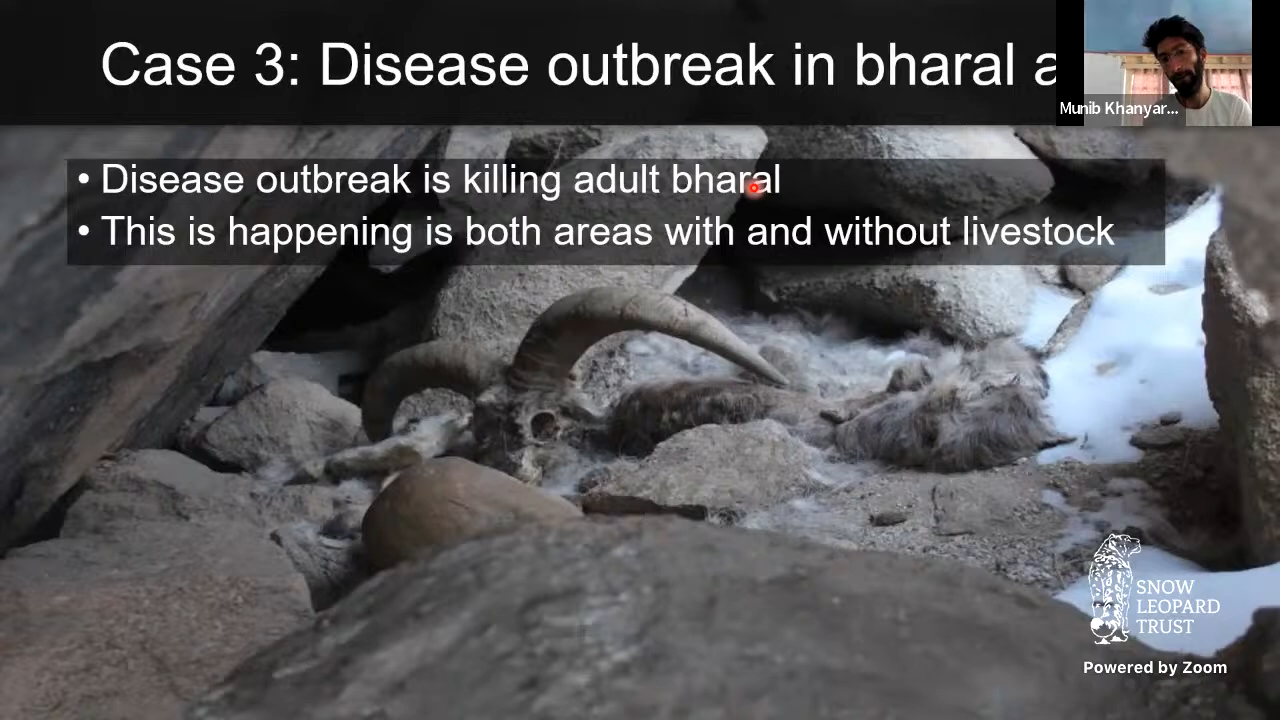 Case 3: Disease outbreak in bharal a
Munib Khanyar...
• Disease outbreak is killing adult bharal
• This is happening is both areas with and without livestock
SNOW
LEOPARD
TRUST
Powered by Zoom